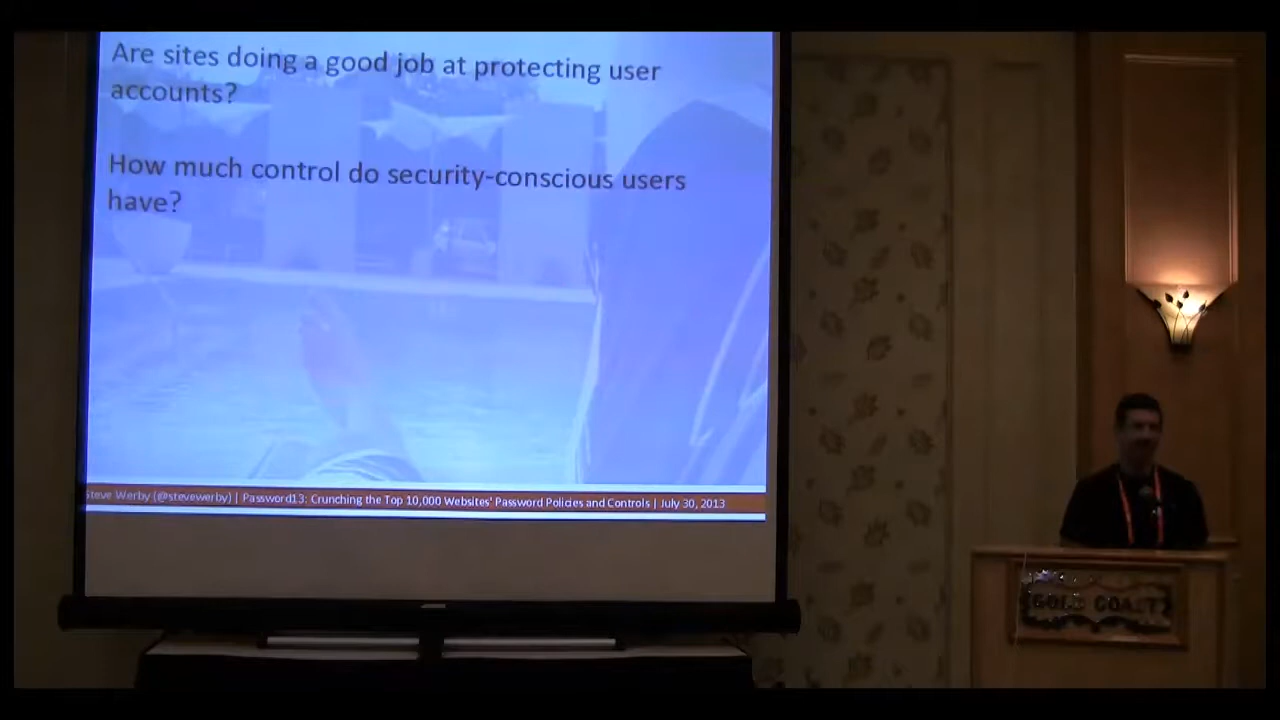 Are sites doing a good job at protecting user
accounts?
How much control do security-conscious users
have?
Steve Werby (@stevewerby) | Password13: Crunching the Top 10,000 Websites' Password Policies and Controls | July 30, 2013
GOLD COAST